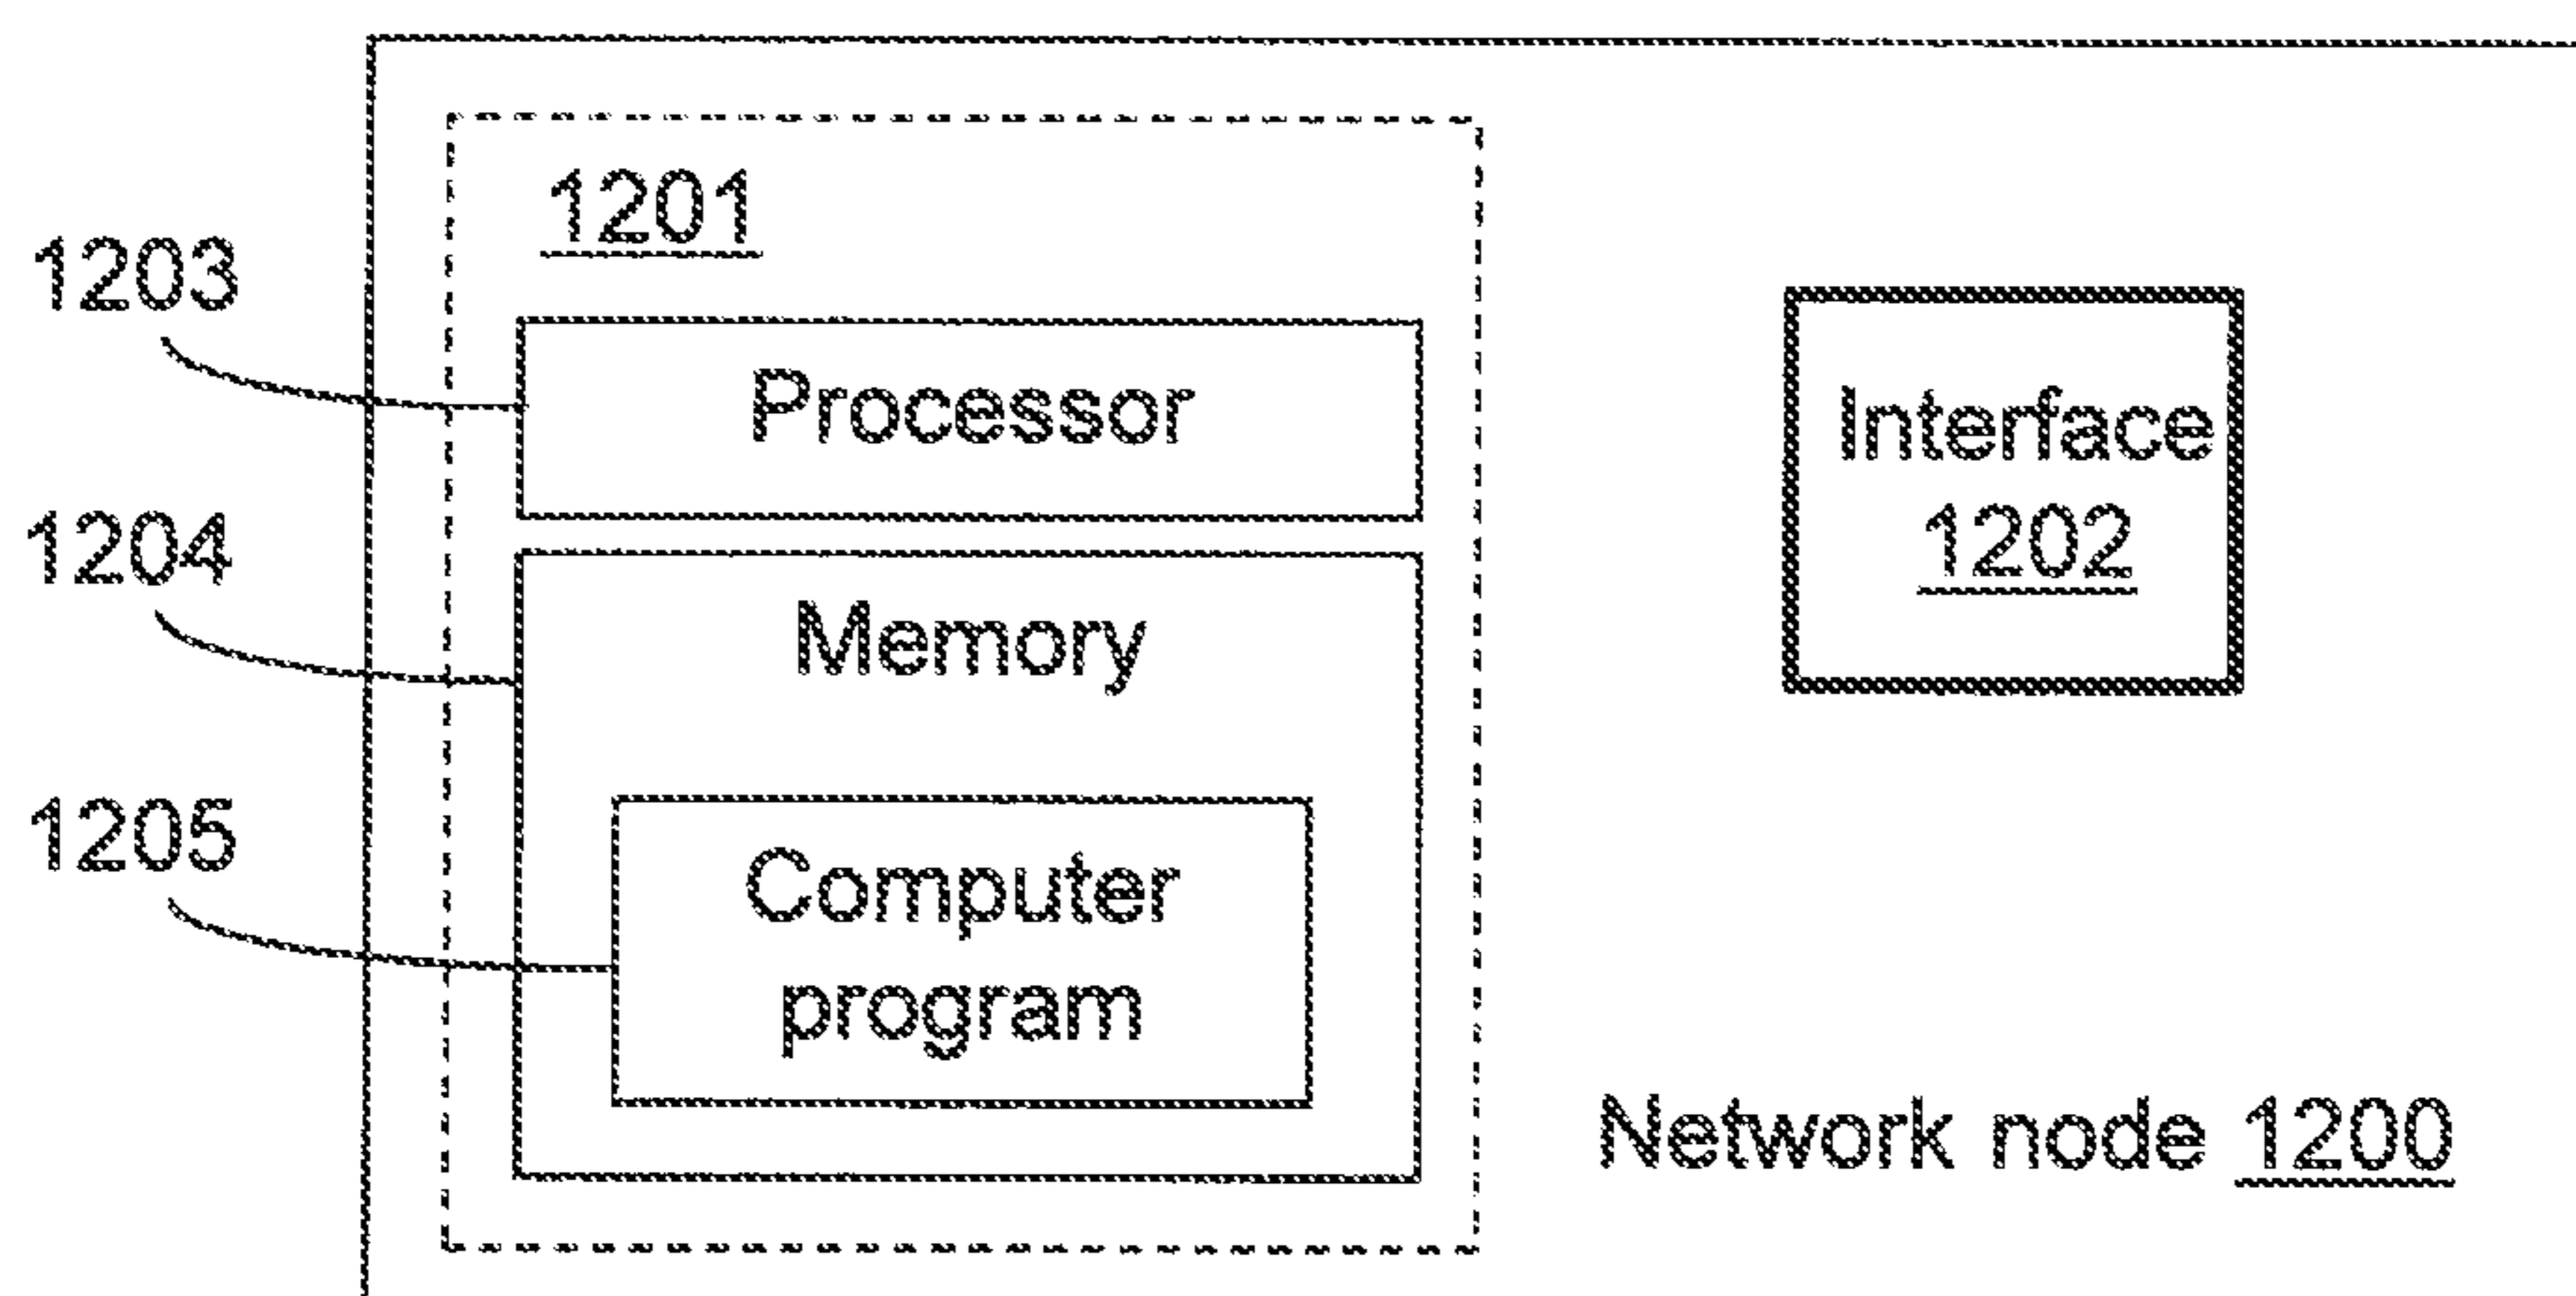 1201
1203
Processor
Interface
1202
1204
Memory
1205
Computer
program
Network node 1200